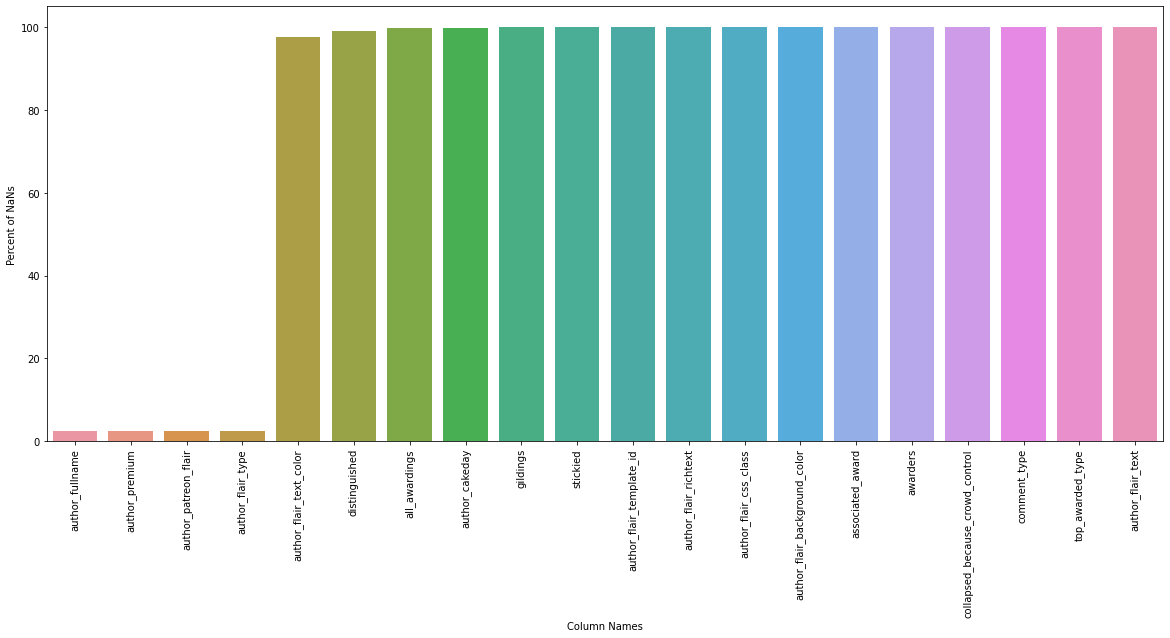 Percent of NaNs
100
80
60
40
20
0
author_fullname
author_premium
author_patreon_flair
author_flair_type
author_flair_text_color
distinguished
all_awardings
author_cakeday
gildings
stickied
author_flair_template_id
author_flair_richtext
author_flair_css_class
author_flair_background_color
associated_award
awarders
collapsed_because_crowd_control
comment_type
top_awarded_type
author_flair_text
Column Names